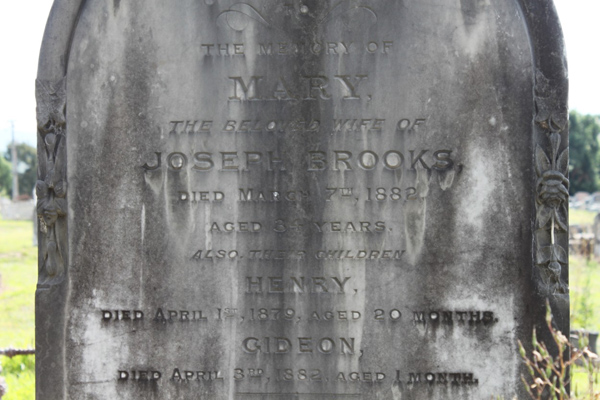 THE MEMORY OF
MARY,
THE BELOVED WIFE OF
JOSEPH BROOKS,
DIED MARCH 7TH, 1882.
AGED 34 YEARS.
ALSO, THEIR CHILDREN
HENRY,
DIED APRIL 1ST, 1879, AGED 20 MONTHS.
GIDEON,
DIED APRIL 3RD, 1882, AGED 1 MONTH.